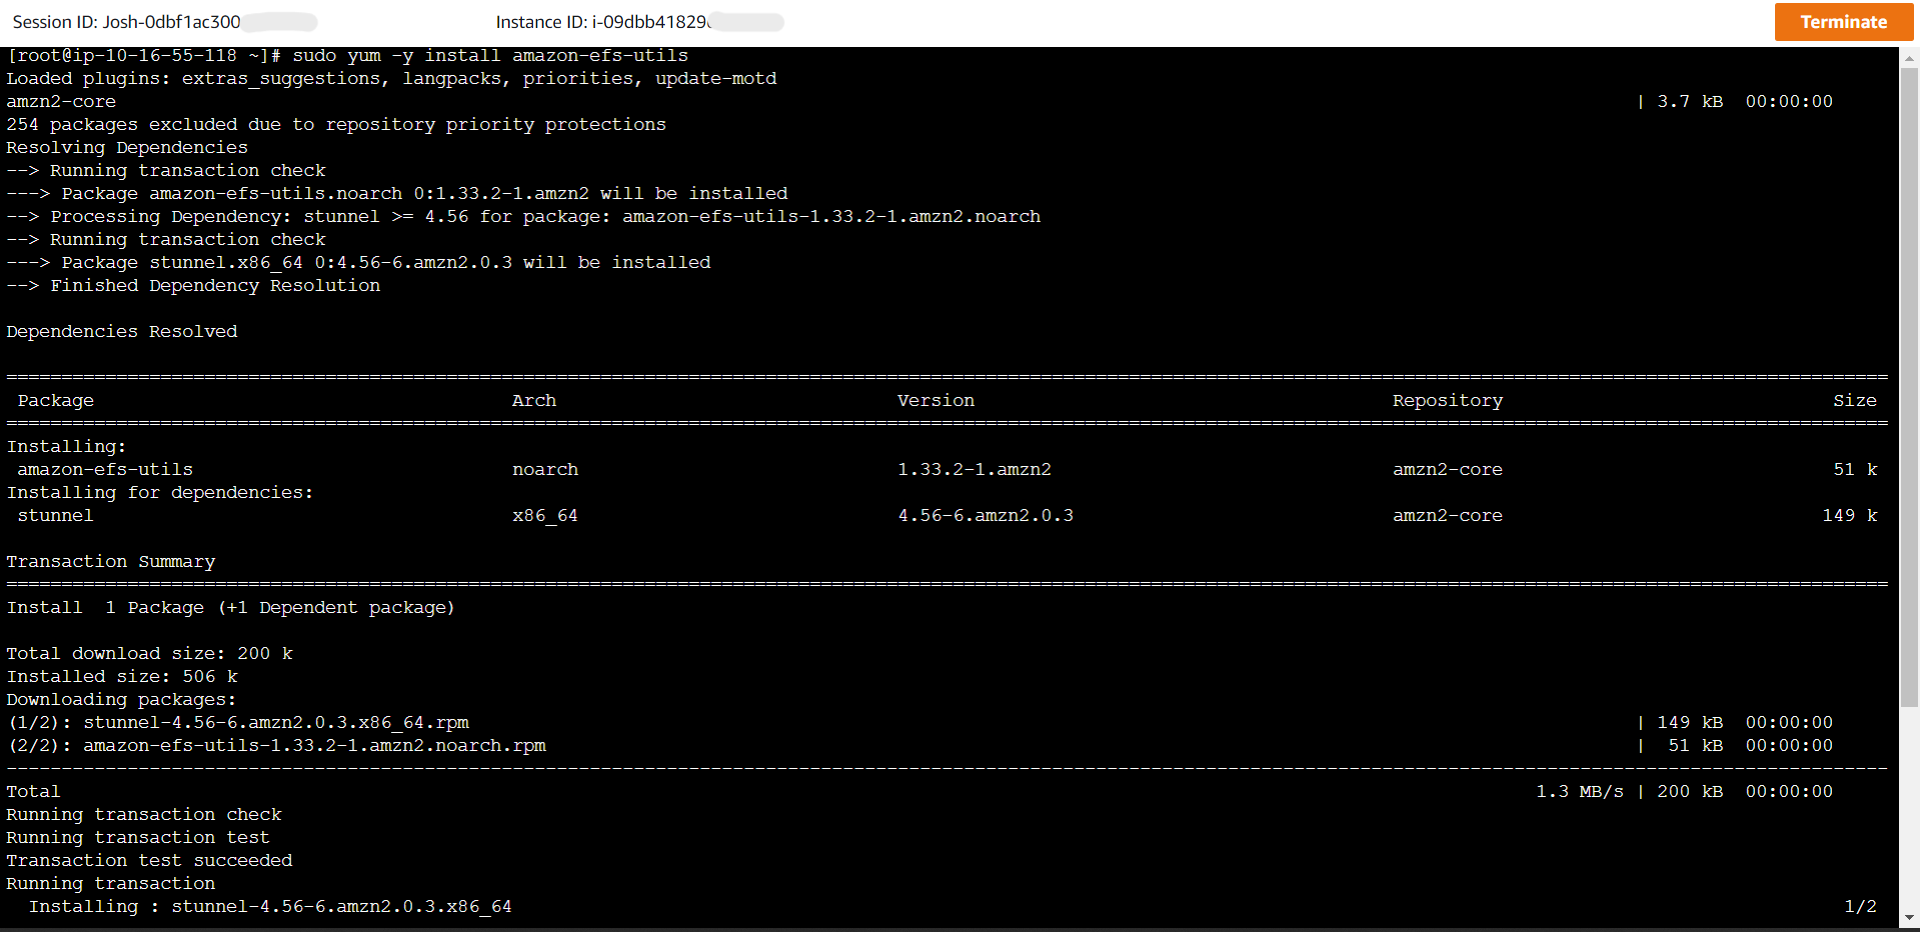 Session ID: Josh-0dbf1ac300 Instance ID: i-09dbb41829 Terminate
[root@ip-10-16-55-118 ~]# sudo yum -y install amazon-efs-utils
Loaded plugins: extras_suggestions, langpacks, priorities, update-motd
amzn2-core | 3.7 kB 00:00:00
254 packages excluded due to repository priority protections
Resolving Dependencies
--> Running transaction check
---> Package amazon-efs-utils.noarch 0:1.33.2-1.amzn2 will be installed
--> Processing Dependency: stunnel >= 4.56 for package: amazon-efs-utils-1.33.2-1.amzn2.noarch
--> Running transaction check
---> Package stunnel.x86_64 0:4.56-6.amzn2.0.3 will be installed
--> Finished Dependency Resolution
Dependencies Resolved
Package Arch Version Repository Size
Installing:
amazon-efs-utils noarch 1.33.2-1.amzn2 amzn2-core 51 k
Installing for dependencies:
stunnel x86_64 4.56-6.amzn2.0.3 amzn2-core 149 k
Transaction Summary
Install 1 Package (+1 Dependent package)
Total download size: 200 k
Installed size: 506 k
Downloading packages:
(1/2): stunnel-4.56-6.amzn2.0.3.x86_64.rpm | 149 kB 00:00:00
(2/2): amazon-efs-utils-1.33.2-1.amzn2.noarch.rpm | 51 kB 00:00:00
Total 1.3 MB/s | 200 kB 00:00:00
Running transaction check
Running transaction test
Transaction test succeeded
Running transaction
Installing : stunnel-4.56-6.amzn2.0.3.x86_64 1/2